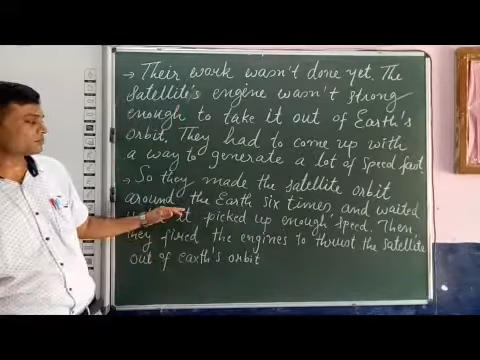 → Their work wasn't done yet. The
satellite's engine wasn't strong
enough to take it out of Earth's
orbit. They had to come up with
a way to generate a lot of speed fast.
→ So they made the satellite orbit
around the Earth six times, and waited
it picked up enough speed. Then,
they fired the engines to thrust the satellite
out of earth's orbit